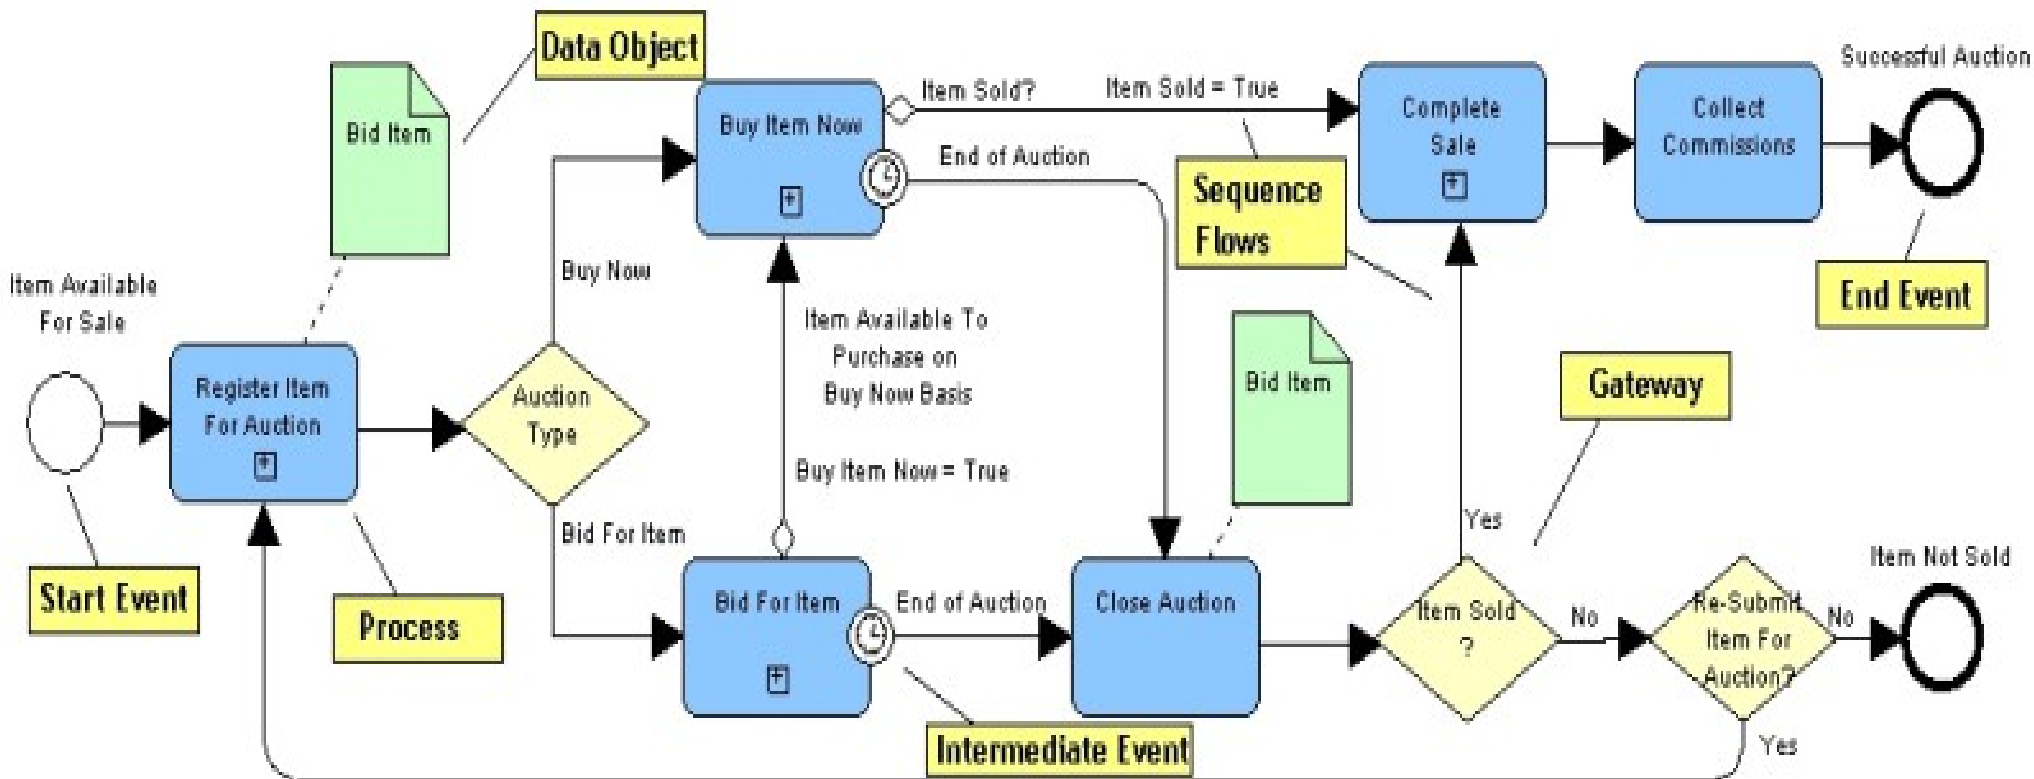 Data Object
Successful Auction
Bid Item
Buy Item Now
Item Sold?
Item Sold = True
Complete
Sale
Collect
Commissions
End of Auction
Sequence
Flows
Item Available
For Sale
Buy Now
End Event
Item Available To
Purchase on
Buy Now Basis
Bid Item
Register Item
For Auction
Auction
Type
Gateway
Buy Item Now = True
Bid For Item
Yes
Start Event
Process
Bid For Item
End of Auction
Close Auction
Item Sold
?
No
Re-Submit
Item For
Auction?
No
Item Not Sold
Intermediate Event
Yes